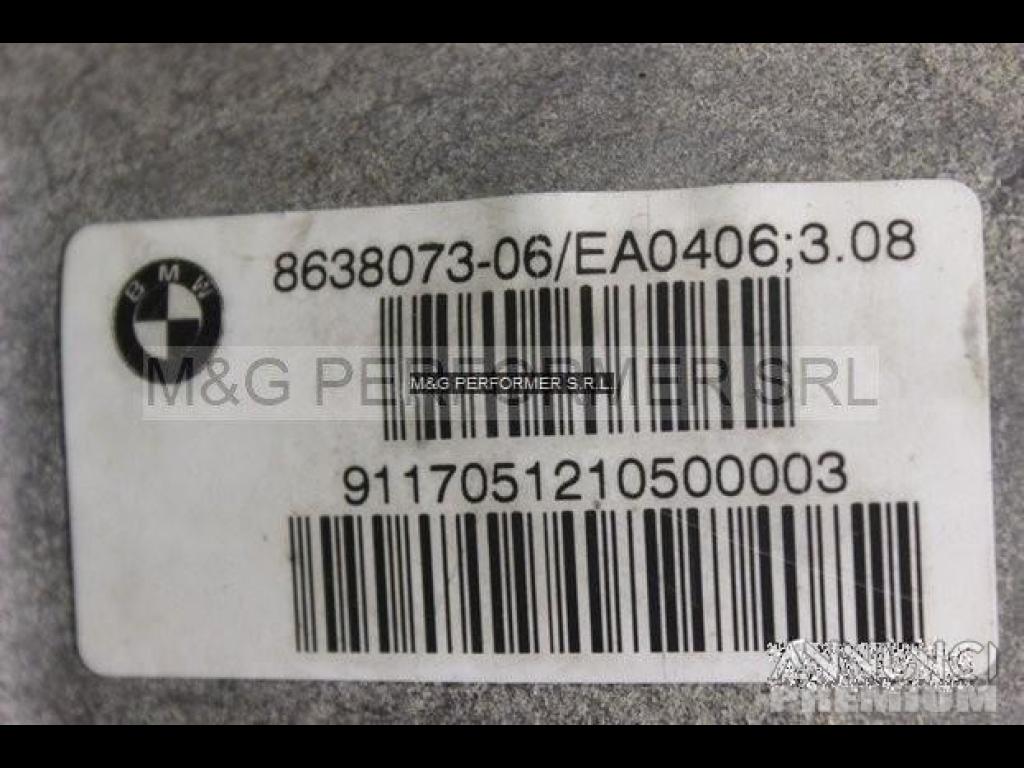 8638073-06/EA0406;3.08
BMW
M&G PERFORMER SRL
M&G PERFORMER S.R.L.
9117051210500003
ANNUNCI
PREMIUM